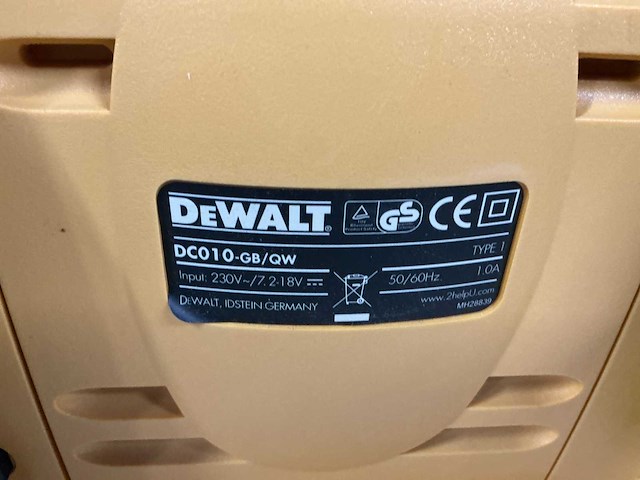 DEWALT®
GS
CE
DC010-GB/QW
TYPE 1
Input: 230V~/7.2-18V 50/60Hz 1.0A
DEWALT, IDSTEIN GERMANY
www.2helpU.com
MH28839